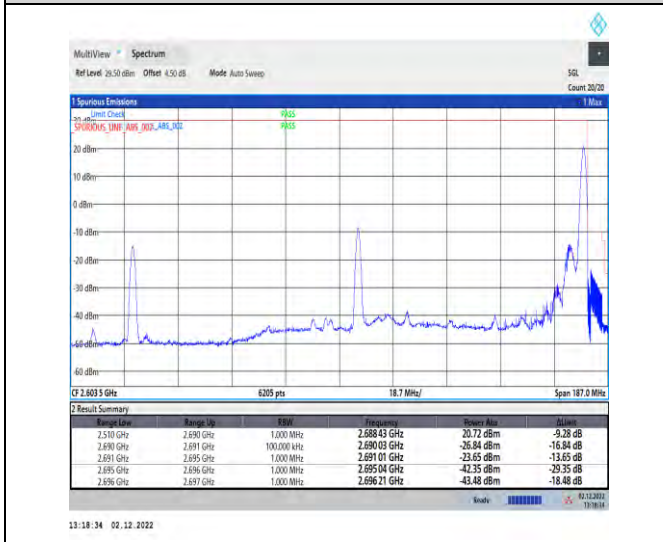 MultiView Spectrum
Ref Level 29.50 dBm Offset 4.50 dB Mode Auto Sweep SGL
Count 20/20
1 Spurious Emissions 1 Max
Limit Check PASS
SPURIOUS_LINE_ABS_002 _ABS_002 PASS
20 dBm
10 dBm
0 dBm
-10 dBm
-20 dBm
-30 dBm
-40 dBm
-50 dBm
-60 dBm
CF 2.603 5 GHz 6205 pts 18.7 MHz/ Span 187.0 MHz
2 Result Summary
Range Low Range Up RBW Frequency Power Abs ΔLimit
2.510 GHz 2.690 GHz 1.000 MHz 2.688 43 GHz 20.72 dBm -9.28 dB
2.690 GHz 2.691 GHz 100.000 kHz 2.690 03 GHz -26.84 dBm -16.84 dB
2.691 GHz 2.695 GHz 1.000 MHz 2.691 01 GHz -23.65 dBm -13.65 dB
2.695 GHz 2.696 GHz 1.000 MHz 2.695 04 GHz -42.35 dBm -29.35 dB
2.696 GHz 2.697 GHz 1.000 MHz 2.696 21 GHz -43.48 dBm -18.48 dB
Ready 02.12.2022
13:18:34
13:18:34 02.12.2022